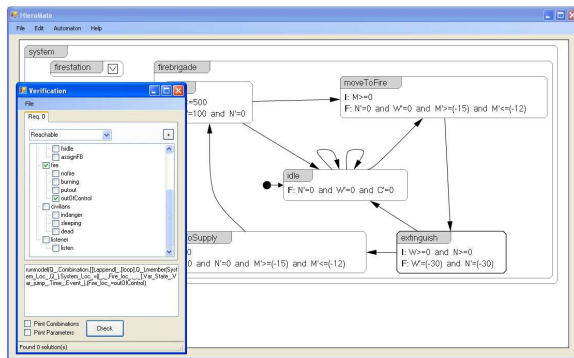 HieroMate
File Edit Automaton Help
system
firestation
firebrigade
moveToFire
I: M>=0
F: N'=0 and W'=0 and M'>=(-15) and M'<=(-12)
=500
'=100 and N'=0
idle
F: N'=0 and W'=0 and C'=0
oSupply
0
0 and N'=0 and M'>=(-15) and M'<=(-12)
extinguish
I: W>=0 and N>=0
F: W'=(-30) and N'=(-30)
Verification
File
Req. 0
Reachable
+
hidle
assignFB
fire
nofire
burning
putout
outOfControl
civilians
indanger
sleeping
dead
listener
listen
Print Combinations
Print Parameters
Check
Found 0 solution(s)